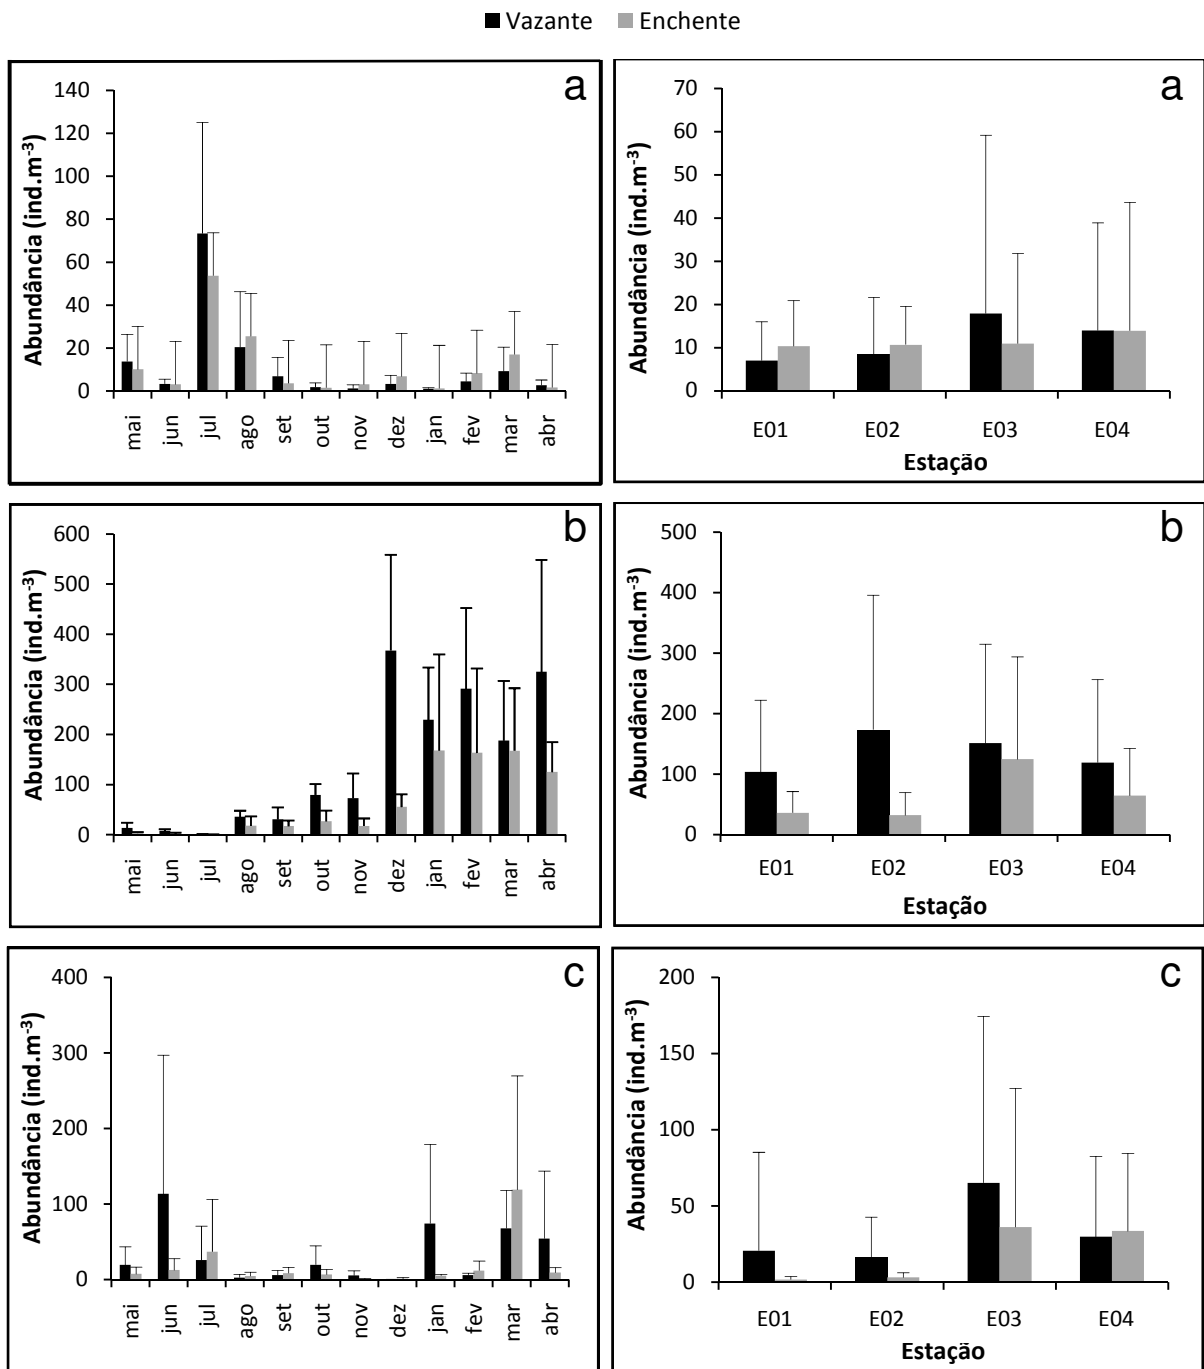 Vazante Enchente
a
Abundância (ind.m⁻³)
140
120
100
80
60
40
20
0
mai jun jul ago set out nov dez jan fev mar abr
a
Abundância (ind.m⁻³)
70
60
50
40
30
20
10
0
E01 E02 E03 E04
Estação
b
Abundância (ind.m⁻³)
600
500
400
300
200
100
0
mai jun jul ago set out nov dez jan fev mar abr
b
Abundância (ind.m⁻³)
500
400
300
200
100
0
E01 E02 E03 E04
Estação
c
Abundância (ind.m⁻³)
400
300
200
100
0
mai jun jul ago set out nov dez jan fev mar abr
c
Abundância (ind.m⁻³)
200
150
100
50
0
E01 E02 E03 E04
Estação